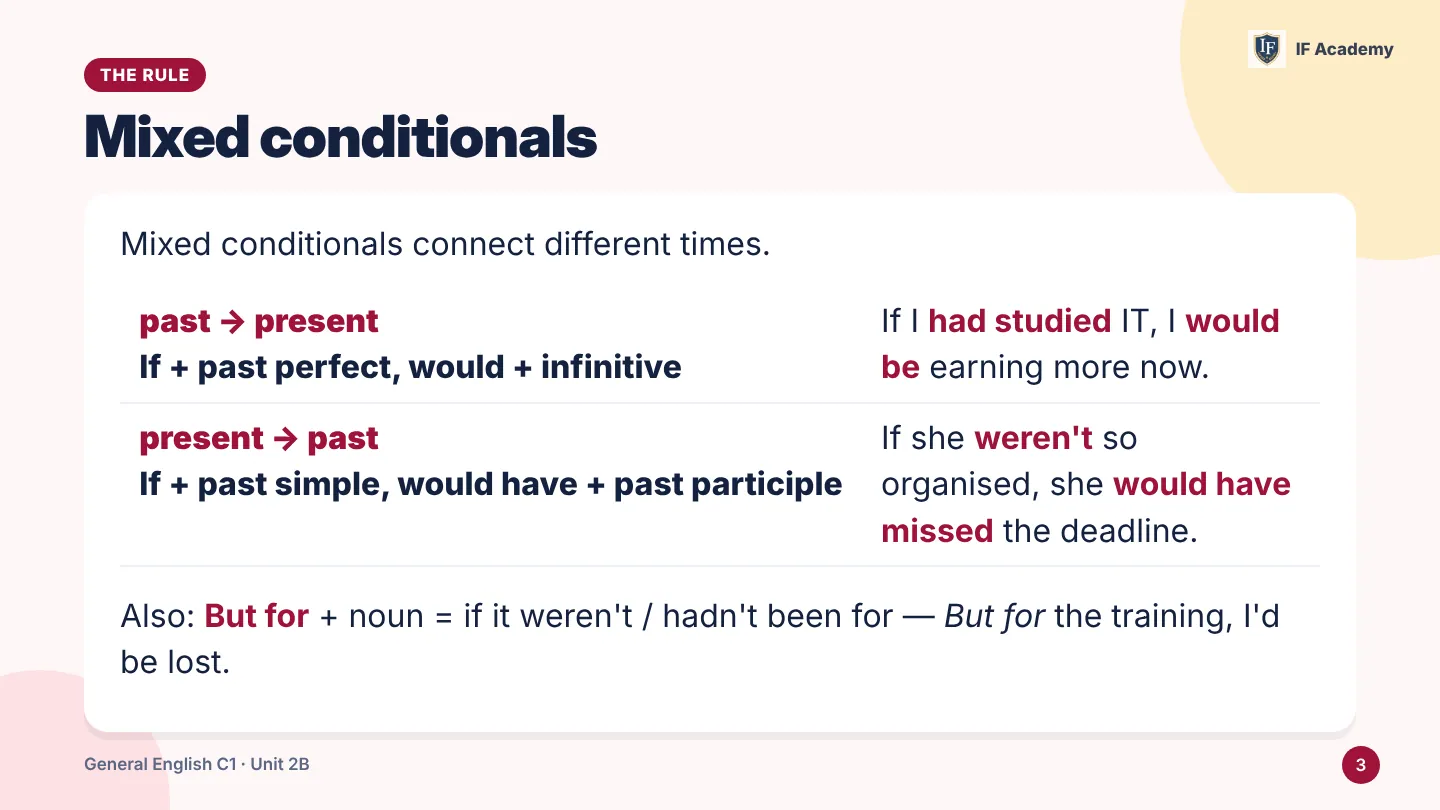 IF
IF Academy
THE RULE
Mixed conditionals
Mixed conditionals connect different times.
past → present
If + past perfect, would + infinitive
If I had studied IT, I would
be earning more now.
present → past
If + past simple, would have + past participle
If she weren't so
organised, she would have
missed the deadline.
Also: But for + noun = if it weren't / hadn't been for — But for the training, I'd
be lost.
General English C1 · Unit 2B
3